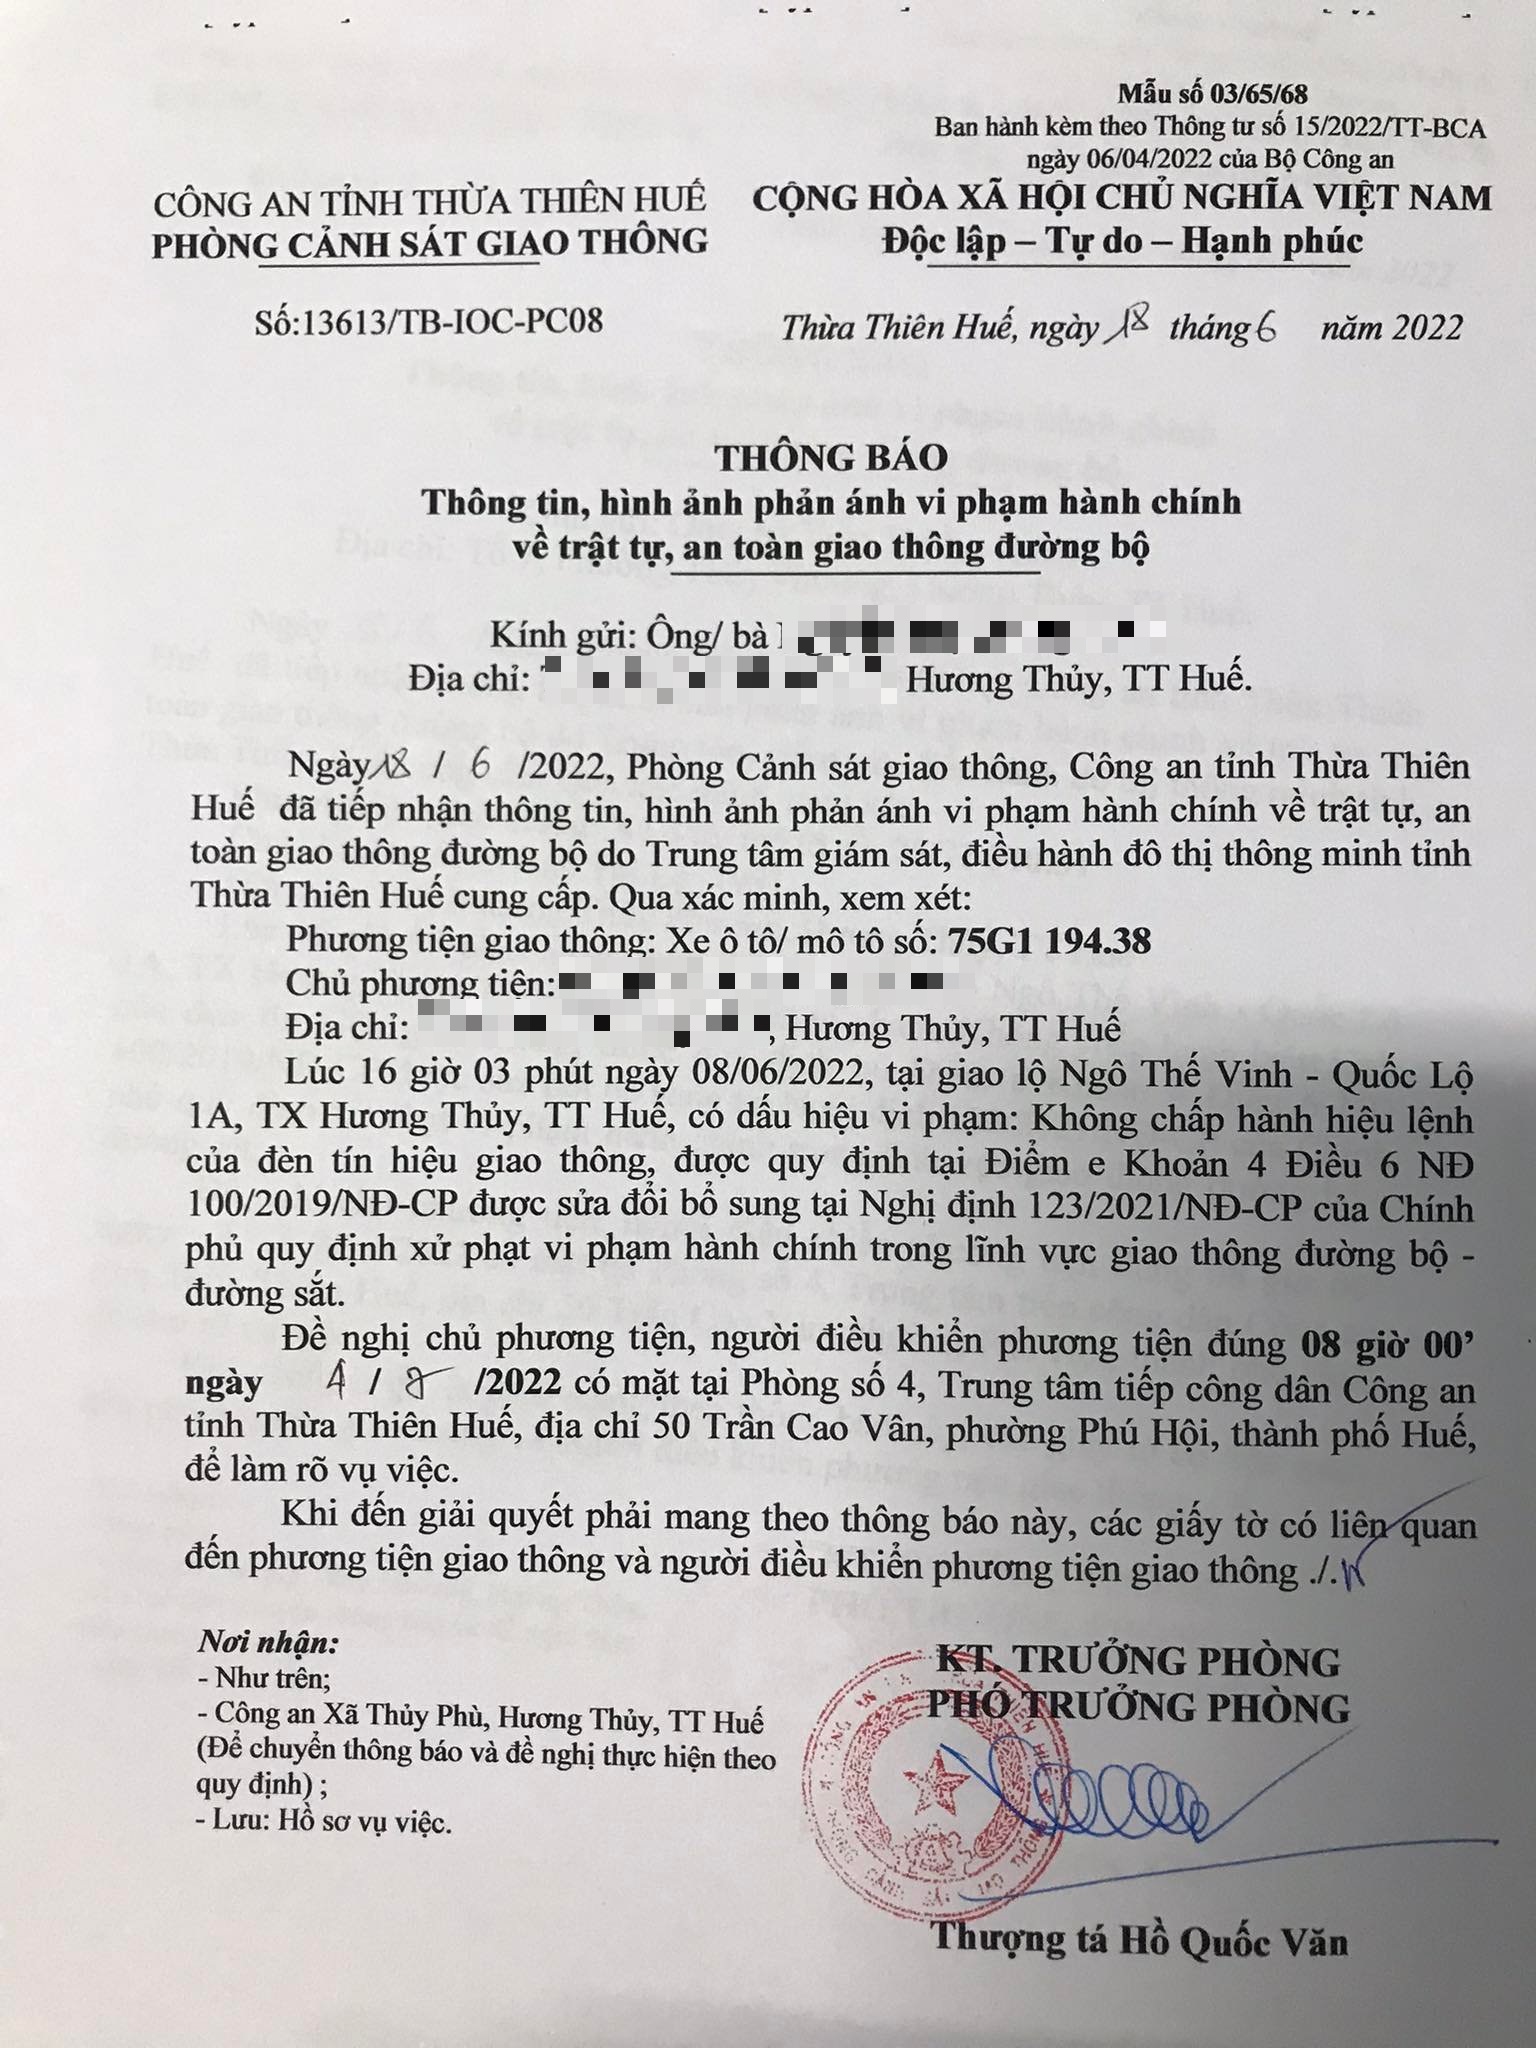 Mẫu số 03/65/68
Ban hành kèm theo Thông tư số 15/2022/TT-BCA
ngày 06/04/2022 của Bộ Công an
CÔNG AN TỈNH THỪA THIÊN HUẾ
PHÒNG CẢNH SÁT GIAO THÔNG
CỘNG HÒA XÃ HỘI CHỦ NGHĨA VIỆT NAM
Độc lập – Tự do – Hạnh phúc
Số:13613/TB-IOC-PC08
Thừa Thiên Huế, ngày 18 tháng 6 năm 2022
THÔNG BÁO
Thông tin, hình ảnh phản ánh vi phạm hành chính
về trật tự, an toàn giao thông đường bộ
Kính gửi: Ông/ bà
Địa chỉ: Hương Thủy, TT Huế.
Ngày 18 / 6 /2022, Phòng Cảnh sát giao thông, Công an tỉnh Thừa Thiên
Huế đã tiếp nhận thông tin, hình ảnh phản ánh vi phạm hành chính về trật tự, an
toàn giao thông đường bộ do Trung tâm giám sát, điều hành đô thị thông minh tỉnh
Thừa Thiên Huế cung cấp. Qua xác minh, xem xét:
Phương tiện giao thông: Xe ô tô/ mô tô số: 75G1 194.38
Chủ phương tiện:
Địa chỉ: , Hương Thủy, TT Huế
Lúc 16 giờ 03 phút ngày 08/06/2022, tại giao lộ Ngô Thế Vinh - Quốc Lộ
1A, TX Hương Thủy, TT Huế, có dấu hiệu vi phạm: Không chấp hành hiệu lệnh
của đèn tín hiệu giao thông, được quy định tại Điểm e Khoản 4 Điều 6 NĐ
100/2019/NĐ-CP được sửa đổi bổ sung tại Nghị định 123/2021/NĐ-CP của Chính
phủ quy định xử phạt vi phạm hành chính trong lĩnh vực giao thông đường bộ -
đường sắt.
Đề nghị chủ phương tiện, người điều khiển phương tiện đúng 08 giờ 00’
ngày / 8 /2022 có mặt tại Phòng số 4, Trung tâm tiếp công dân Công an
tỉnh Thừa Thiên Huế, địa chỉ 50 Trần Cao Vân, phường Phú Hội, thành phố Huế,
để làm rõ vụ việc.
Khi đến giải quyết phải mang theo thông báo này, các giấy tờ có liên quan
đến phương tiện giao thông và người điều khiển phương tiện giao thông ./.
Nơi nhận:
- Như trên;
- Công an Xã Thủy Phù, Hương Thủy, TT Huế
(Để chuyển thông báo và đề nghị thực hiện theo
quy định) ;
- Lưu: Hồ sơ vụ việc.
KT. TRƯỞNG PHÒNG
PHÓ TRƯỞNG PHÒNG
Thượng tá Hồ Quốc Văn